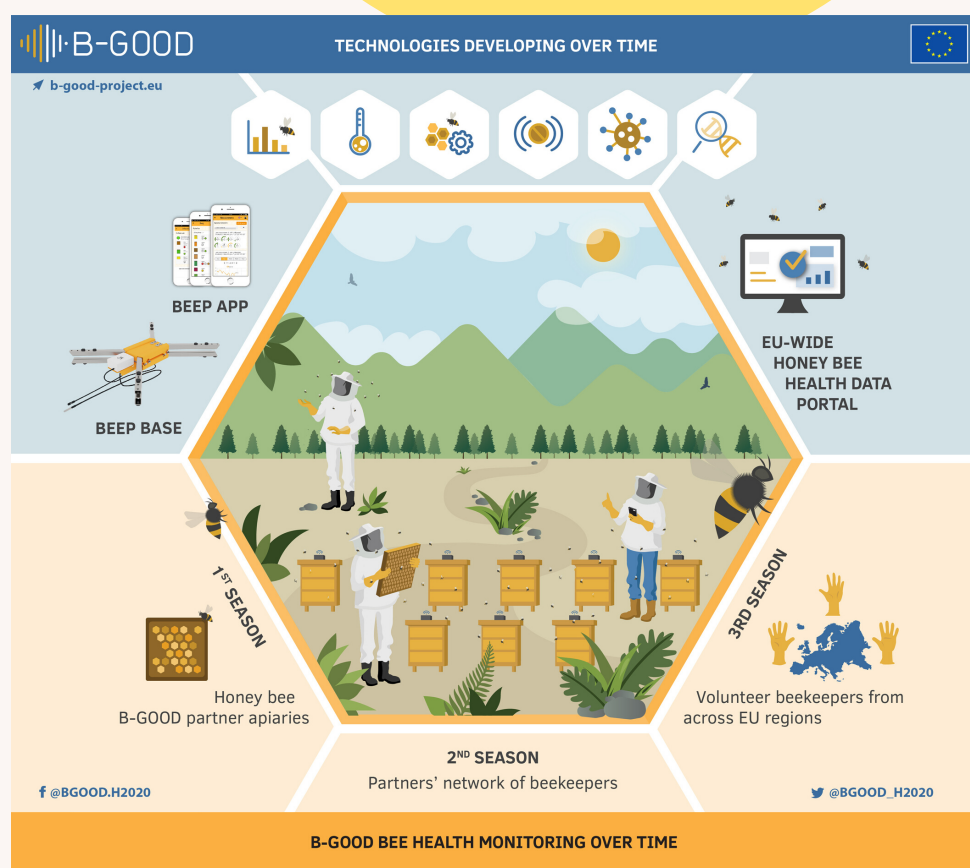 B-GOOD
TECHNOLOGIES DEVELOPING OVER TIME
b-good-project.eu
BEEP APP
BEEP BASE
EU-WIDE
HONEY BEE
HEALTH DATA
PORTAL
1ST SEASON
Honey bee
B-GOOD partner apiaries
2ND SEASON
Partners' network of beekeepers
3RD SEASON
Volunteer beekeepers from
across EU regions
@BGOOD.H2020
@BGOOD_H2020
B-GOOD BEE HEALTH MONITORING OVER TIME